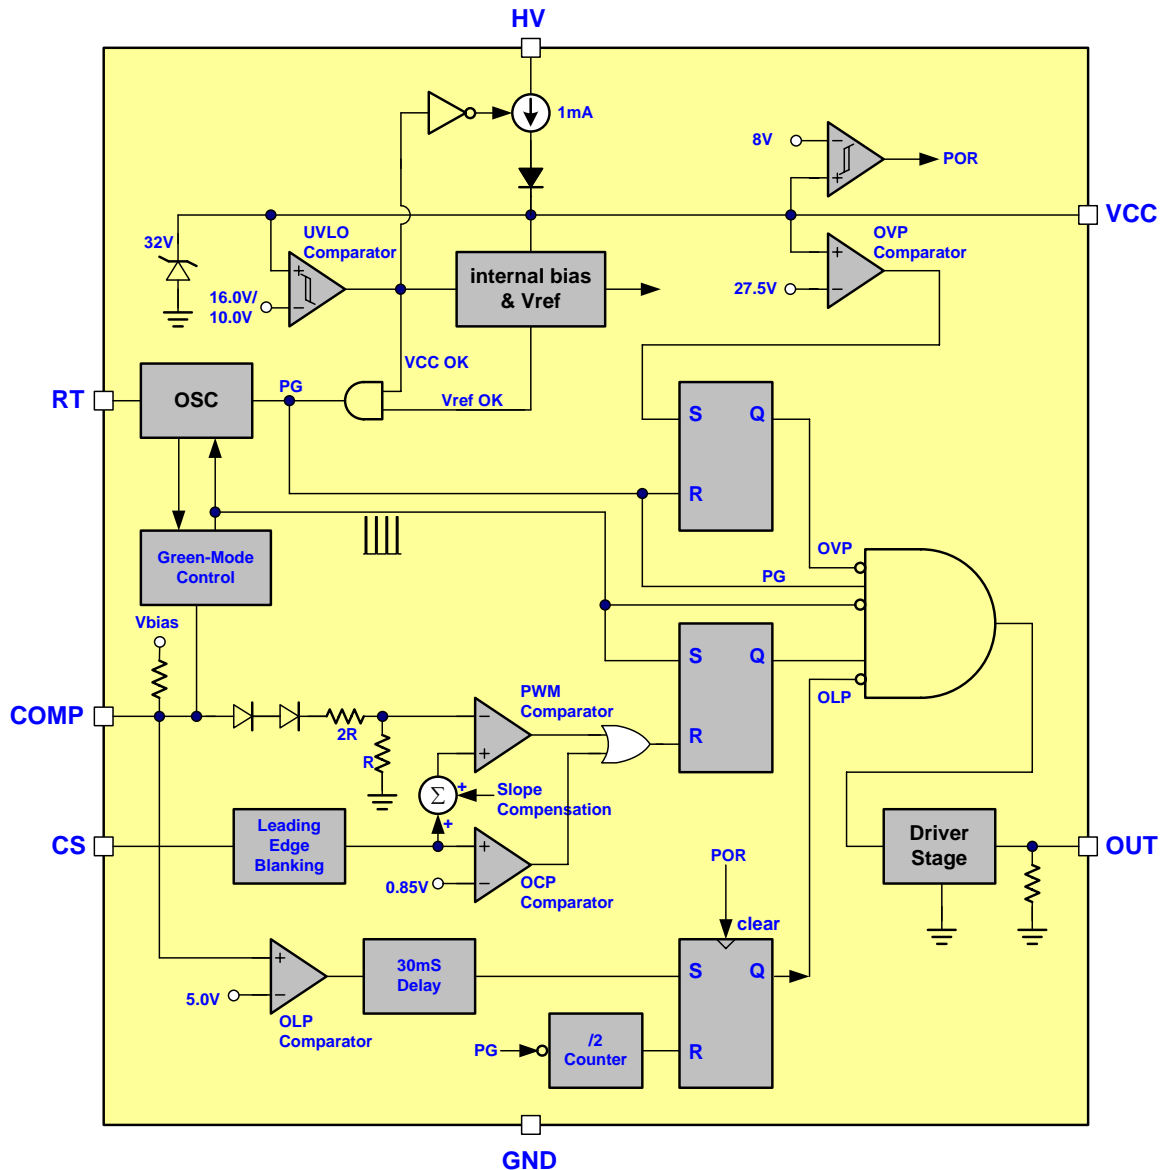 HV
1mA
8V
POR
VCC
UVLO
Comparator
32V
OVP
Comparator
internal bias
& Vref
16.0V/
10.0V
27.5V
VCC OK
RT
OSC
PG
Vref OK
S
Q
R
Green-Mode
Control
OVP
PG
Vbias
S
Q
OLP
COMP
PWM
Comparator
2R
R
R
Σ
+
+
Slope
Compensation
CS
Leading
Edge
Blanking
0.85V
OCP
Comparator
POR
Driver
Stage
OUT
clear
30mS
Delay
S
Q
5.0V
OLP
Comparator
PG
/2
Counter
R
GND